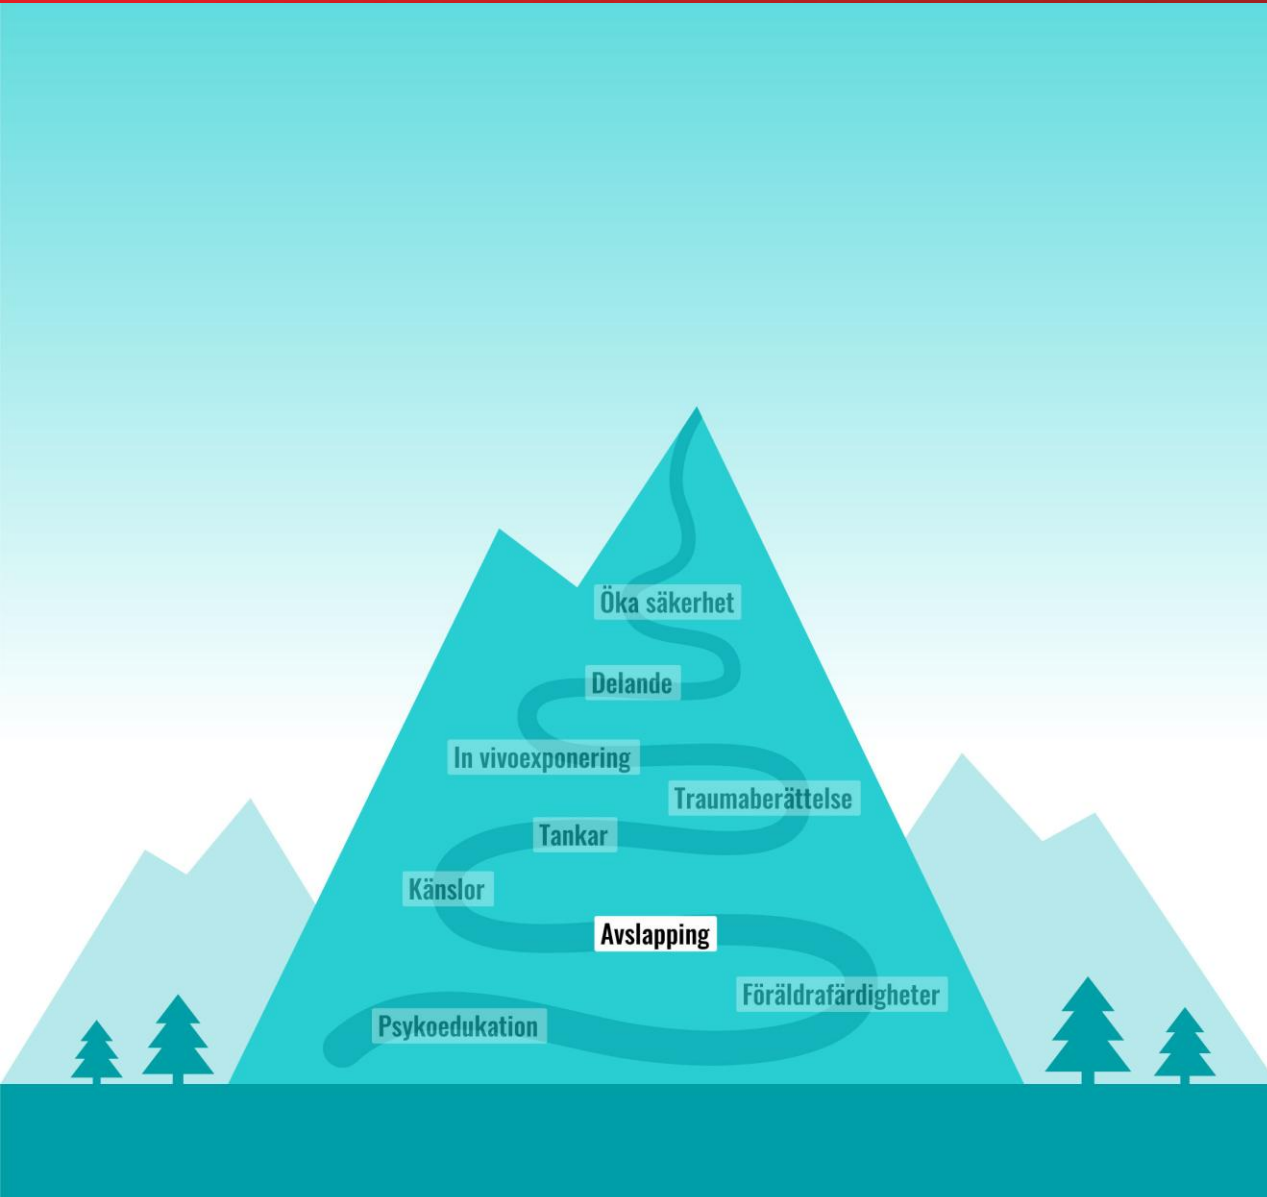 Öka säkerhet
Delande
In vivoexponering
Traumaberättelse
Tankar
Känslor
Avslapping
Föräldrafärdigheter
Psykoedukation